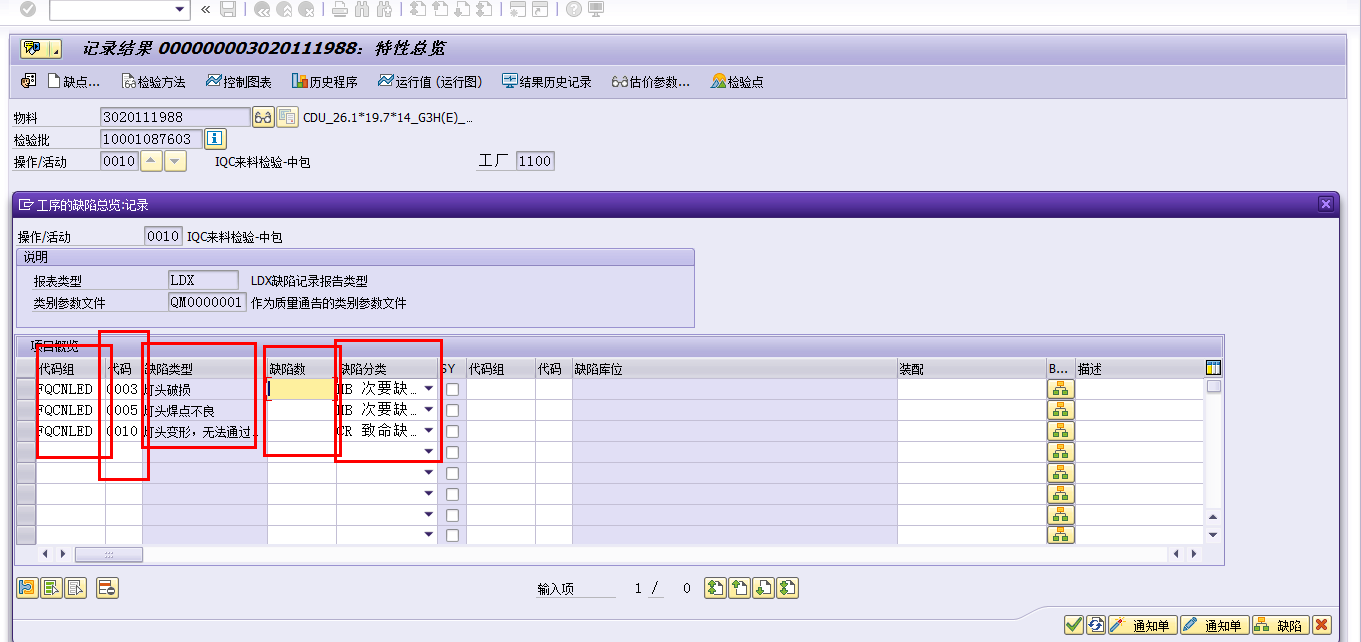 记录结果 000000003020111988：特性总览
缺点... 检验方法 控制图表 历史程序 运行值(运行图) 结果历史记录 估价参数... 检验点
物料 3020111988 CDU_26.1*19.7*14_G3H(E)_...
检验批 10001087603
操作/活动 0010 IQC来料检验-中包 工厂 1100
工序的缺陷总览:记录
操作/活动 0010 IQC来料检验-中包
说明
报表类型 LDX LDX缺陷记录报告类型
类别参数文件 QM0000001 作为质量通告的类别参数文件
项目概览
代码组 代码 缺陷类型 缺陷数 缺陷分类 SY 代码组 代码 缺陷库位 装配 B... 描述
FQCNLED 0003 灯头破损 MB 次要缺...
FQCNLED 0005 灯头焊点不良 MB 次要缺...
FQCNLED 0010 灯头变形，无法通过... CR 致命缺...
输入项 1 / 0
通知单 通知单 缺陷